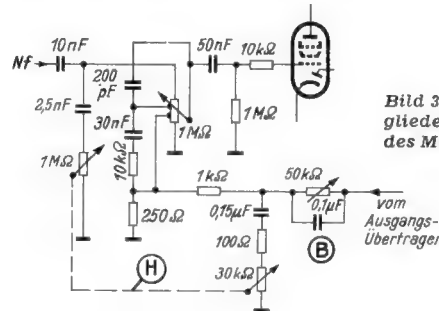 10nF
50nF
10kΩ
Nf
200
pF
2,5nF
1MΩ
1MΩ
30nF
1MΩ
10kΩ
1kΩ
50kΩ
0,15µF
0,1µF
250Ω
100Ω
30kΩ
H
B
vom
Ausgangs-
Übertrager
Bild 3
glieder
des M